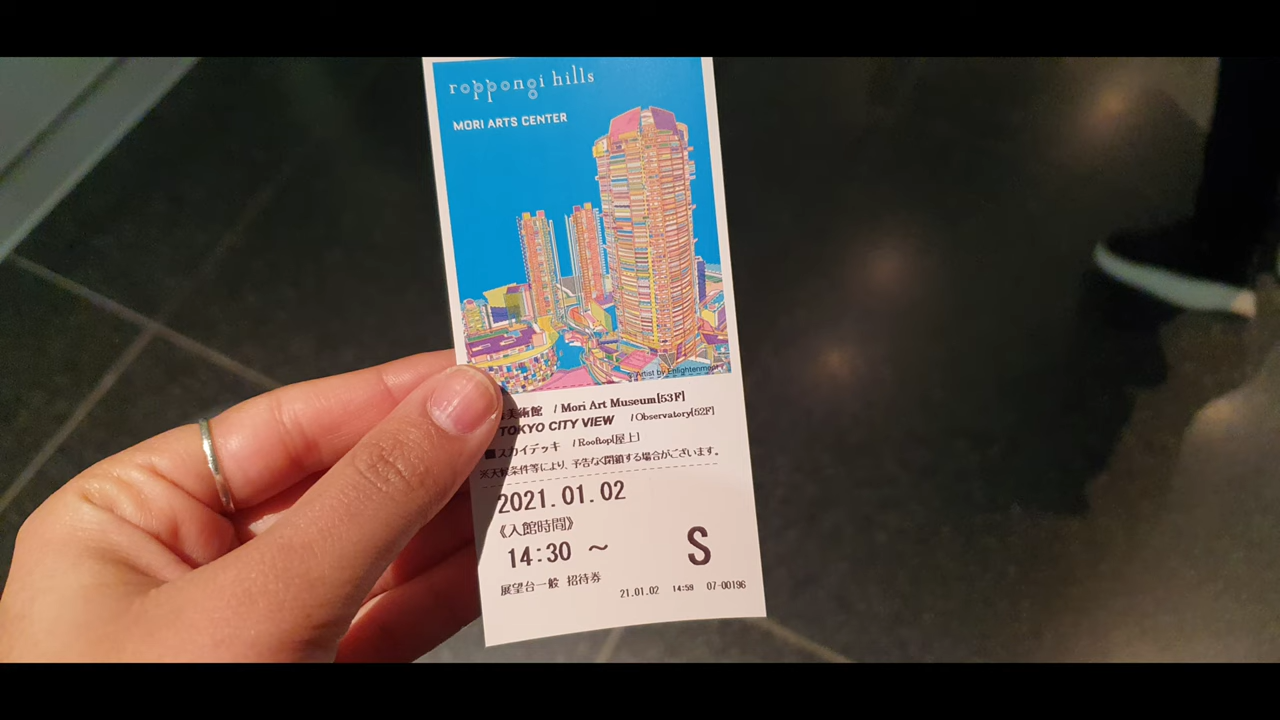 roppongi hills
MORI ARTS CENTER
Artist by Enlightenment
美術館 / Mori Art Museum[53F]
TOKYO CITY VIEW / Observatory[52F]
■スカイデッキ / Rooftop[屋上]
※天候条件等により、予告なく閉鎖する場合がございます。
2021.01.02
《入館時間》
14:30 ～
S
展望台一般 招待券
21.01.02 14:59 07-00196